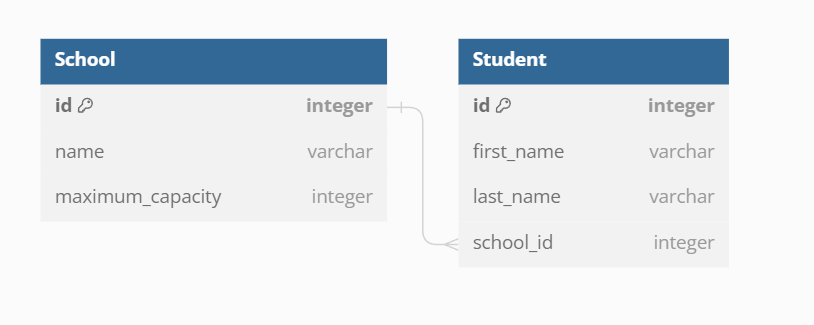 School
id integer
name varchar
maximum_capacity integer
Student
id integer
first_name varchar
last_name varchar
school_id integer